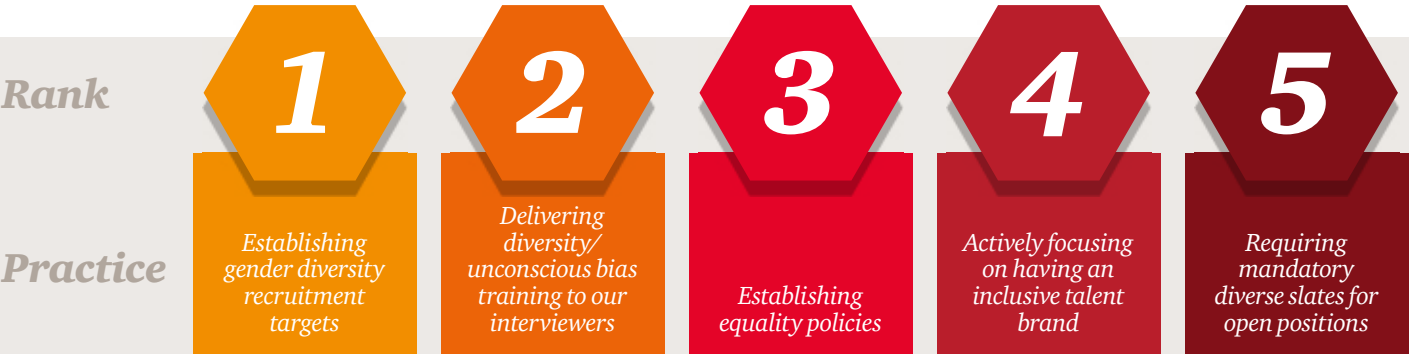 Rank
1
2
3
4
5
Practice
Establishing
gender diversity
recruitment
targets
Delivering
diversity/
unconscious bias
training to our
interviewers
Establishing
equality policies
Actively focusing
on having an
inclusive talent
brand
Requiring
mandatory
diverse slates for
open positions